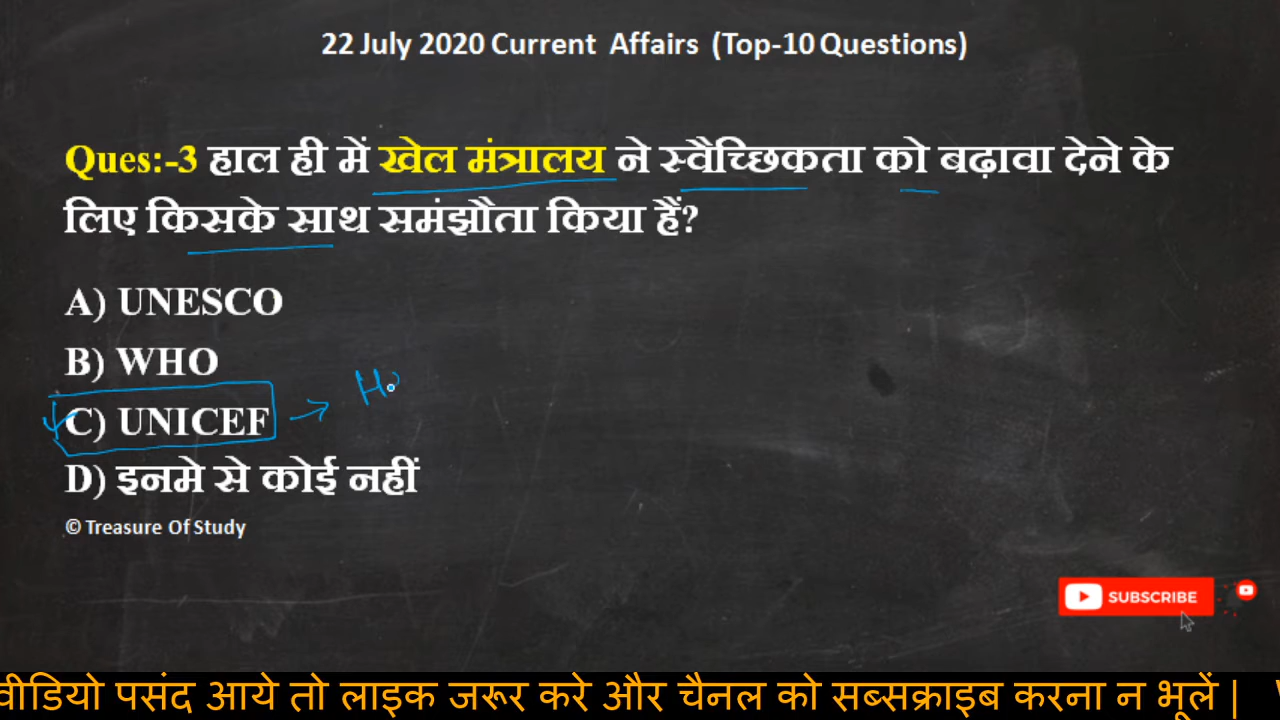 22 July 2020 Current Affairs (Top-10 Questions)
Ques:-3 हाल ही में खेल मंत्रालय ने स्वैच्छिकता को बढ़ावा देने के
लिए किसके साथ समंझौता किया हैं?
A) UNESCO
B) WHO
C) UNICEF
D) इनमे से कोई नहीं
© Treasure Of Study
SUBSCRIBE
वीडियो पसंद आये तो लाइक जरूर करे और चैनल को सब्सक्राइब करना न भूलें |